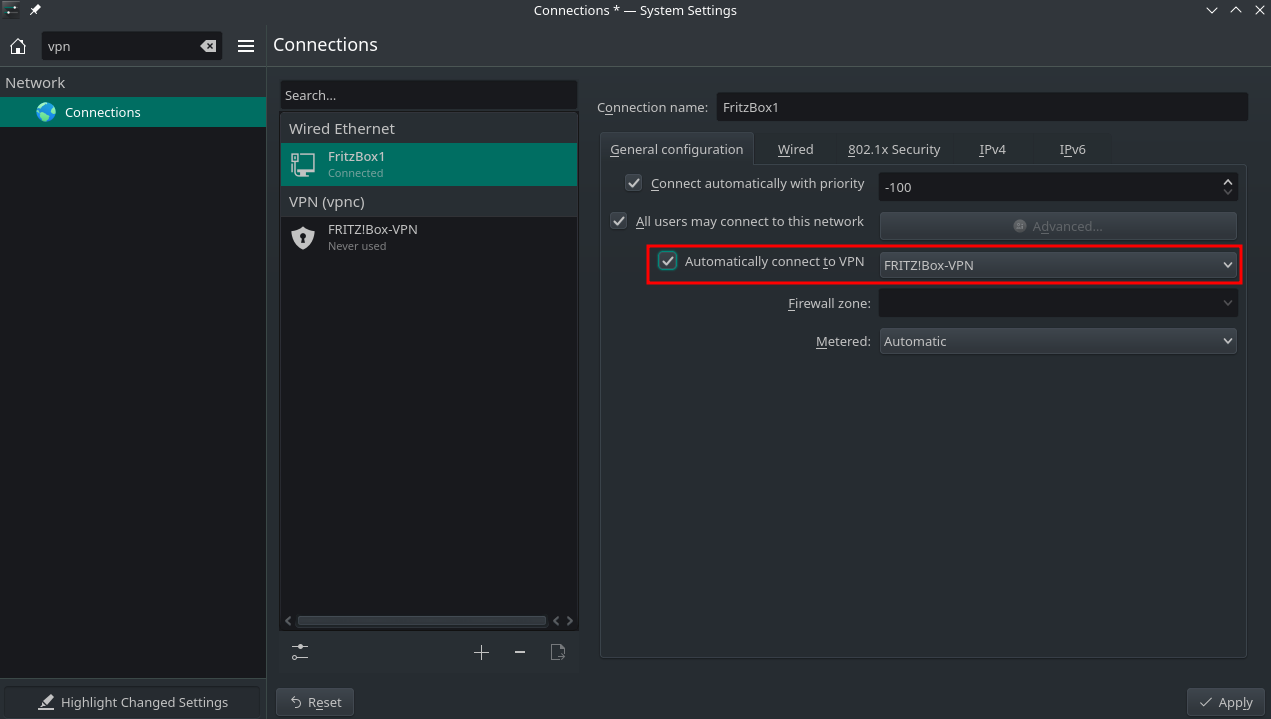 Connections * — System Settings
vpn
Connections
Network
Connections
Search...
Wired Ethernet
FritzBox1
Connected
VPN (vpnc)
FRITZ!Box-VPN
Never used
Connection name: FritzBox1
General configuration Wired 802.1x Security IPv4 IPv6
Connect automatically with priority -100
All users may connect to this network Advanced...
Automatically connect to VPN FRITZ!Box-VPN
Firewall zone:
Metered: Automatic
Highlight Changed Settings
Reset
Apply